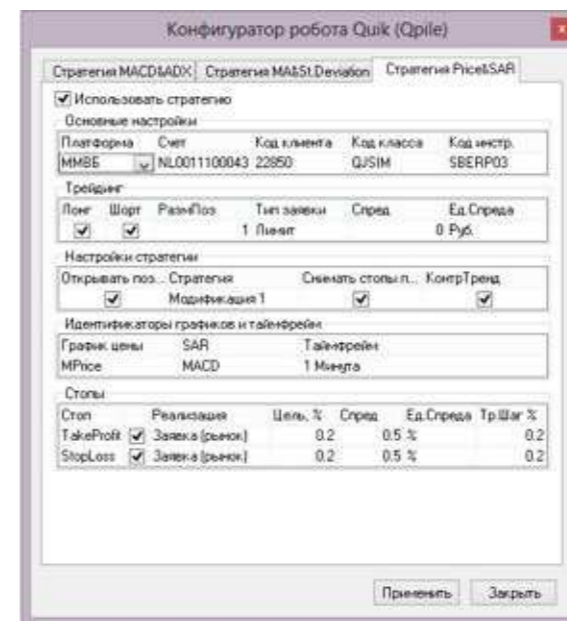 Конфигуратор робота Quik (Qpile)
x
Стратегия MACD&ADX Стратегия MA&St.Deviation Стратегия Price&SAR
Использовать стратегию
Основные настройки
Платформа Счет Код клиента Код класса Код инстр.
ММВБ NL0011100043 22850 QJSIM SBERP03
Трейдинг
Лонг Шорт РазмПоз Тип заявки Спред Ед.Спреда
1 Лимит 0 Руб.
Настройки стратегии
Открывать поз... Стратегия Снимать стопы п... КонтрТренд
Модификация 1
Идентификаторы графиков и таймфрейм
График цены SAR Таймфрейм
MPrice MACD 1 Минута
Стопы
Стоп Реализация Цель, % Спред Ед.Спреда Тр.Шаг %
TakeProfit Заявка (рынок) 0.2 0.5 % 0.2
StopLoss Заявка (рынок) 0.2 0.5 % 0.2
Применить Закрыть